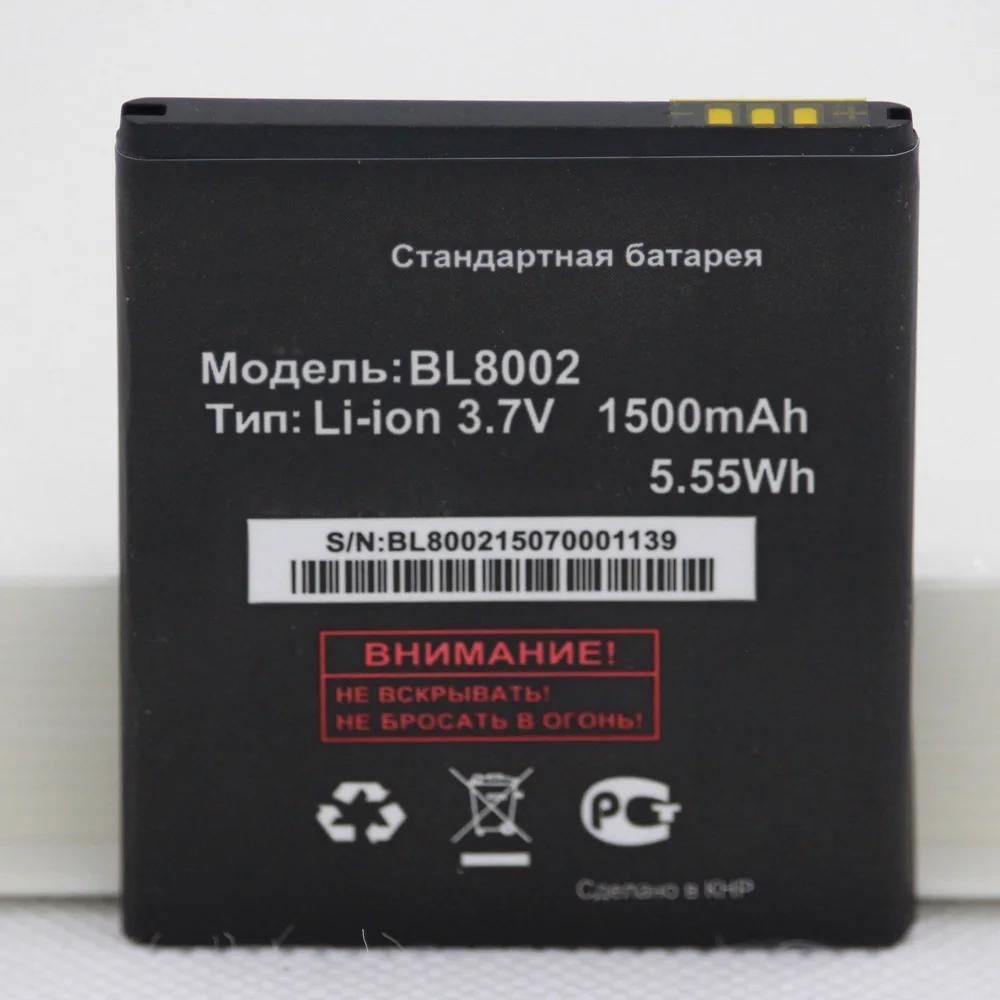 Стандартная батарея
Модель: BL8002
Тип: Li-ion 3.7V 1500mAh
5.55Wh
S/N:BL800215070001139
ВНИМАНИЕ!
НЕ ВСКРЫВАТЬ!
НЕ БРОСАТЬ В ОГОНЬ!
Сделано в КНР